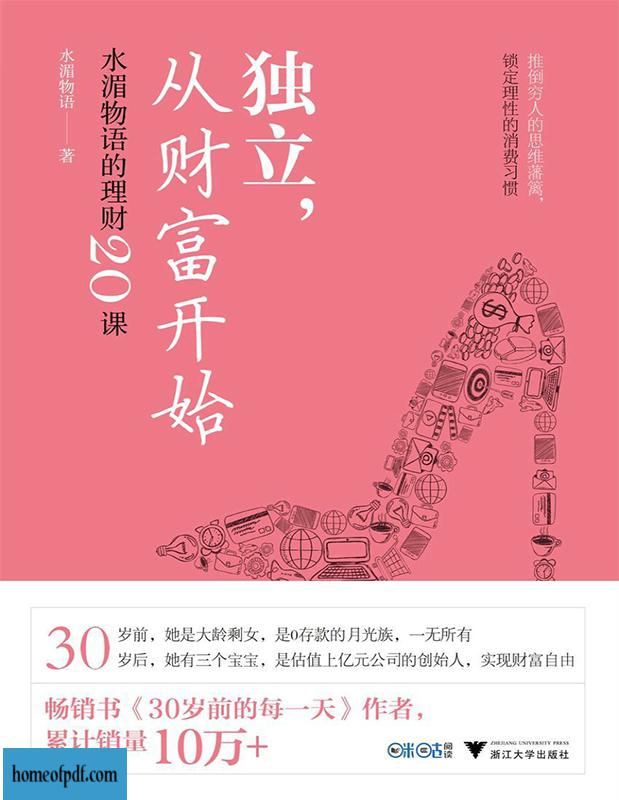 推倒穷人的思维藩篱,
锁定理性的消费习惯
独立,
从财富开始
水湄物语的理财20课
水湄物语——著
30岁前，她是大龄剩女，是0存款的月光族，一无所有
岁后，她有三个宝宝，是估值上亿元公司的创始人，实现财富自由
畅销书《30岁前的每一天》作者，
累计销量10万+
咪咕阅读
ZHEJIANG UNIVERSITY PRESS
浙江大学出版社
homeofpdf.com